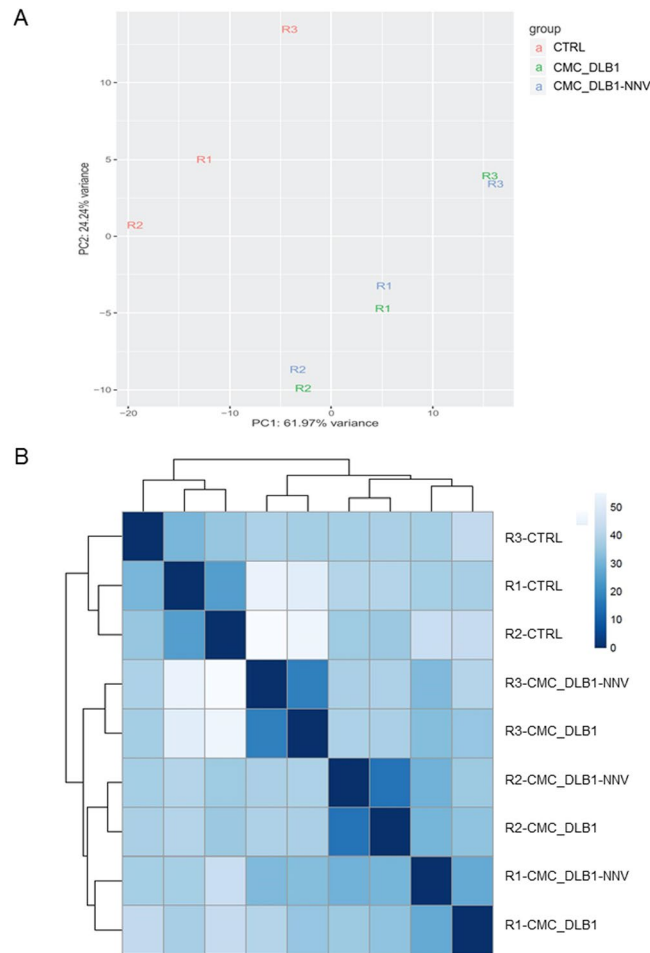 A
group
a CTRL
a CMC_DLB1
a CMC_DLB1-NNV
R3
R1
R2
R3
R3
R1
R1
R2
R2
10
5
0
−5
−10
PC2: 24.24% variance
−20
−10
0
10
PC1: 61.97% variance
B
50
40
30
20
10
0
R3-CTRL
R1-CTRL
R2-CTRL
R3-CMC_DLB1-NNV
R3-CMC_DLB1
R2-CMC_DLB1-NNV
R2-CMC_DLB1
R1-CMC_DLB1-NNV
R1-CMC_DLB1